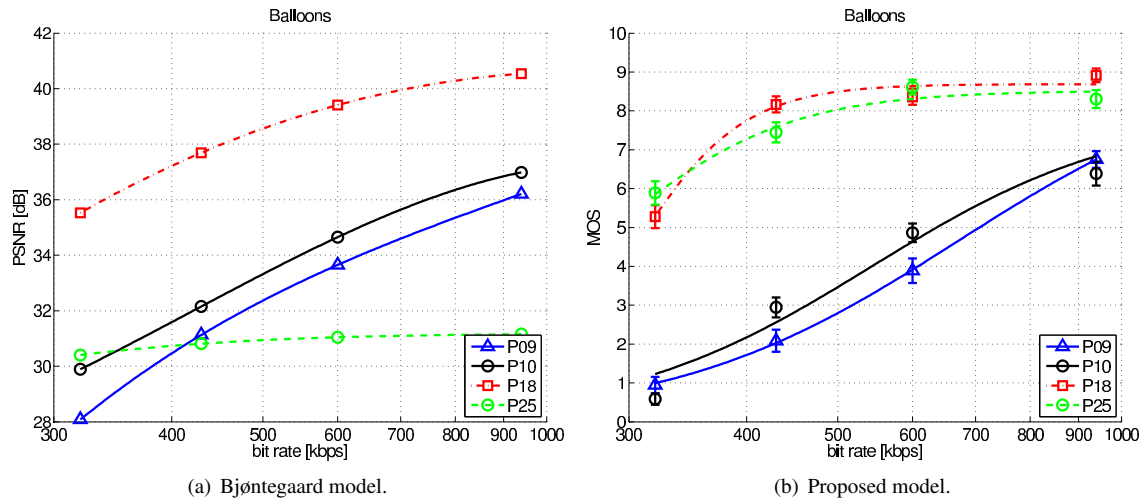 Balloons
42
40
38
36
34
32
30
28
PSNR [dB]
300
400
500
600
700
800
900
1000
bit rate [kbps]
P09
P10
P18
P25
(a) Bjøntegaard model.
Balloons
10
9
8
7
6
5
4
3
2
1
0
MOS
300
400
500
600
700
800
900
1000
bit rate [kbps]
P09
P10
P18
P25
(b) Proposed model.